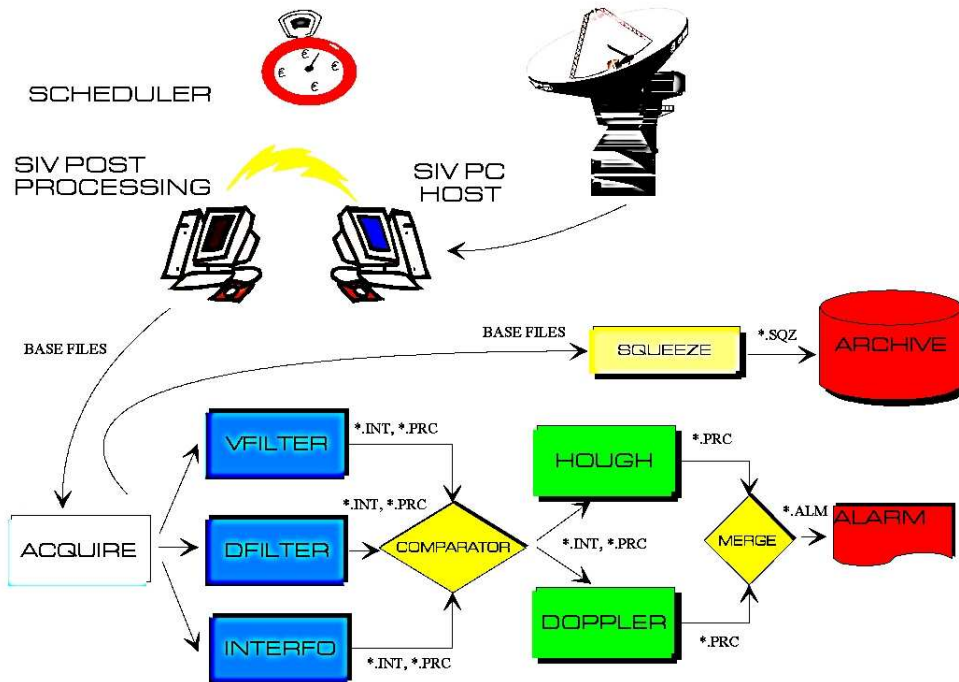 SCHEDULER
SIV POST
PROCESSING
SIV PC
HOST
BASE FILES
BASE FILES
SQUEEZE
*.SQZ
ARCHIVE
VFILTER
*.INT, *.PRC
HOUGH
*.PRC
*.INT, *.PRC
*.ALM
ALARM
ACQUIRE
DFILTER
COMPARATOR
*.INT, *.PRC
MERGE
INTERFO
*.INT, *.PRC
DOPPLER
*.PRC